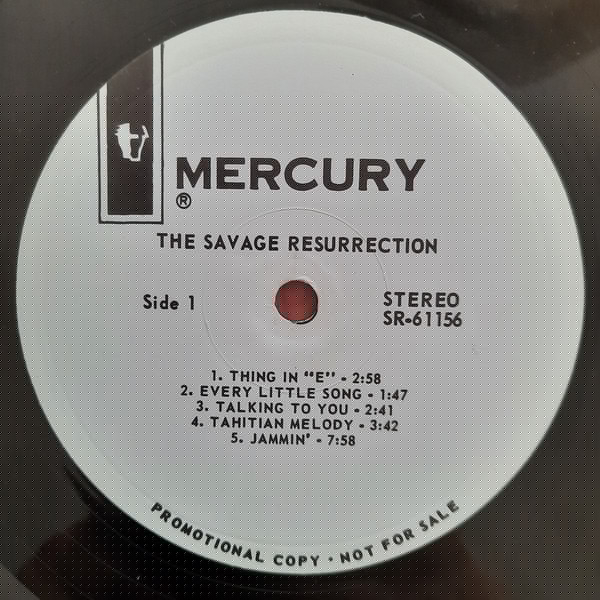 MERCURY
®
THE SAVAGE RESURRECTION
Side 1
STEREO
SR-61156
1. THING IN "E" - 2:58
2. EVERY LITTLE SONG - 1:47
3. TALKING TO YOU - 2:41
4. TAHITIAN MELODY - 3:42
5. JAMMIN' - 7:58
PROMOTIONAL COPY · NOT FOR SALE